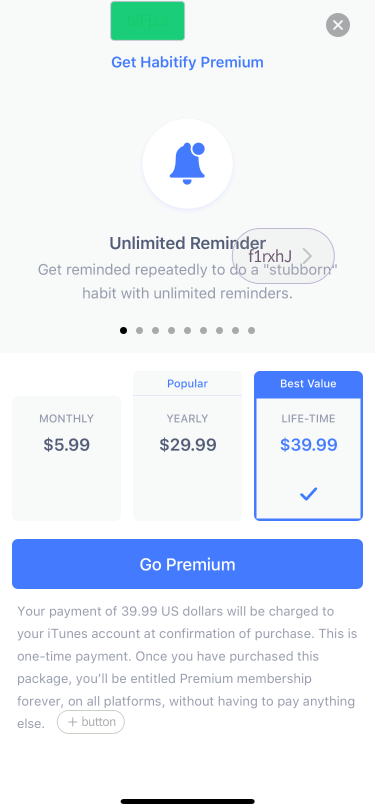 Get Habitify Premium
Unlimited Reminder
f1rxhJ
Get reminded repeatedly to do a "stubborn"
habit with unlimited reminders.
Popular
Best Value
MONTHLY
YEARLY
LIFE-TIME
$5.99
$29.99
$39.99
Go Premium
Your payment of 39.99 US dollars will be charged to
your iTunes account at confirmation of purchase. This is
one-time payment. Once you have purchased this
package, you'll be entitled Premium membership
forever, on all platforms, without having to pay anything
else.
+ button